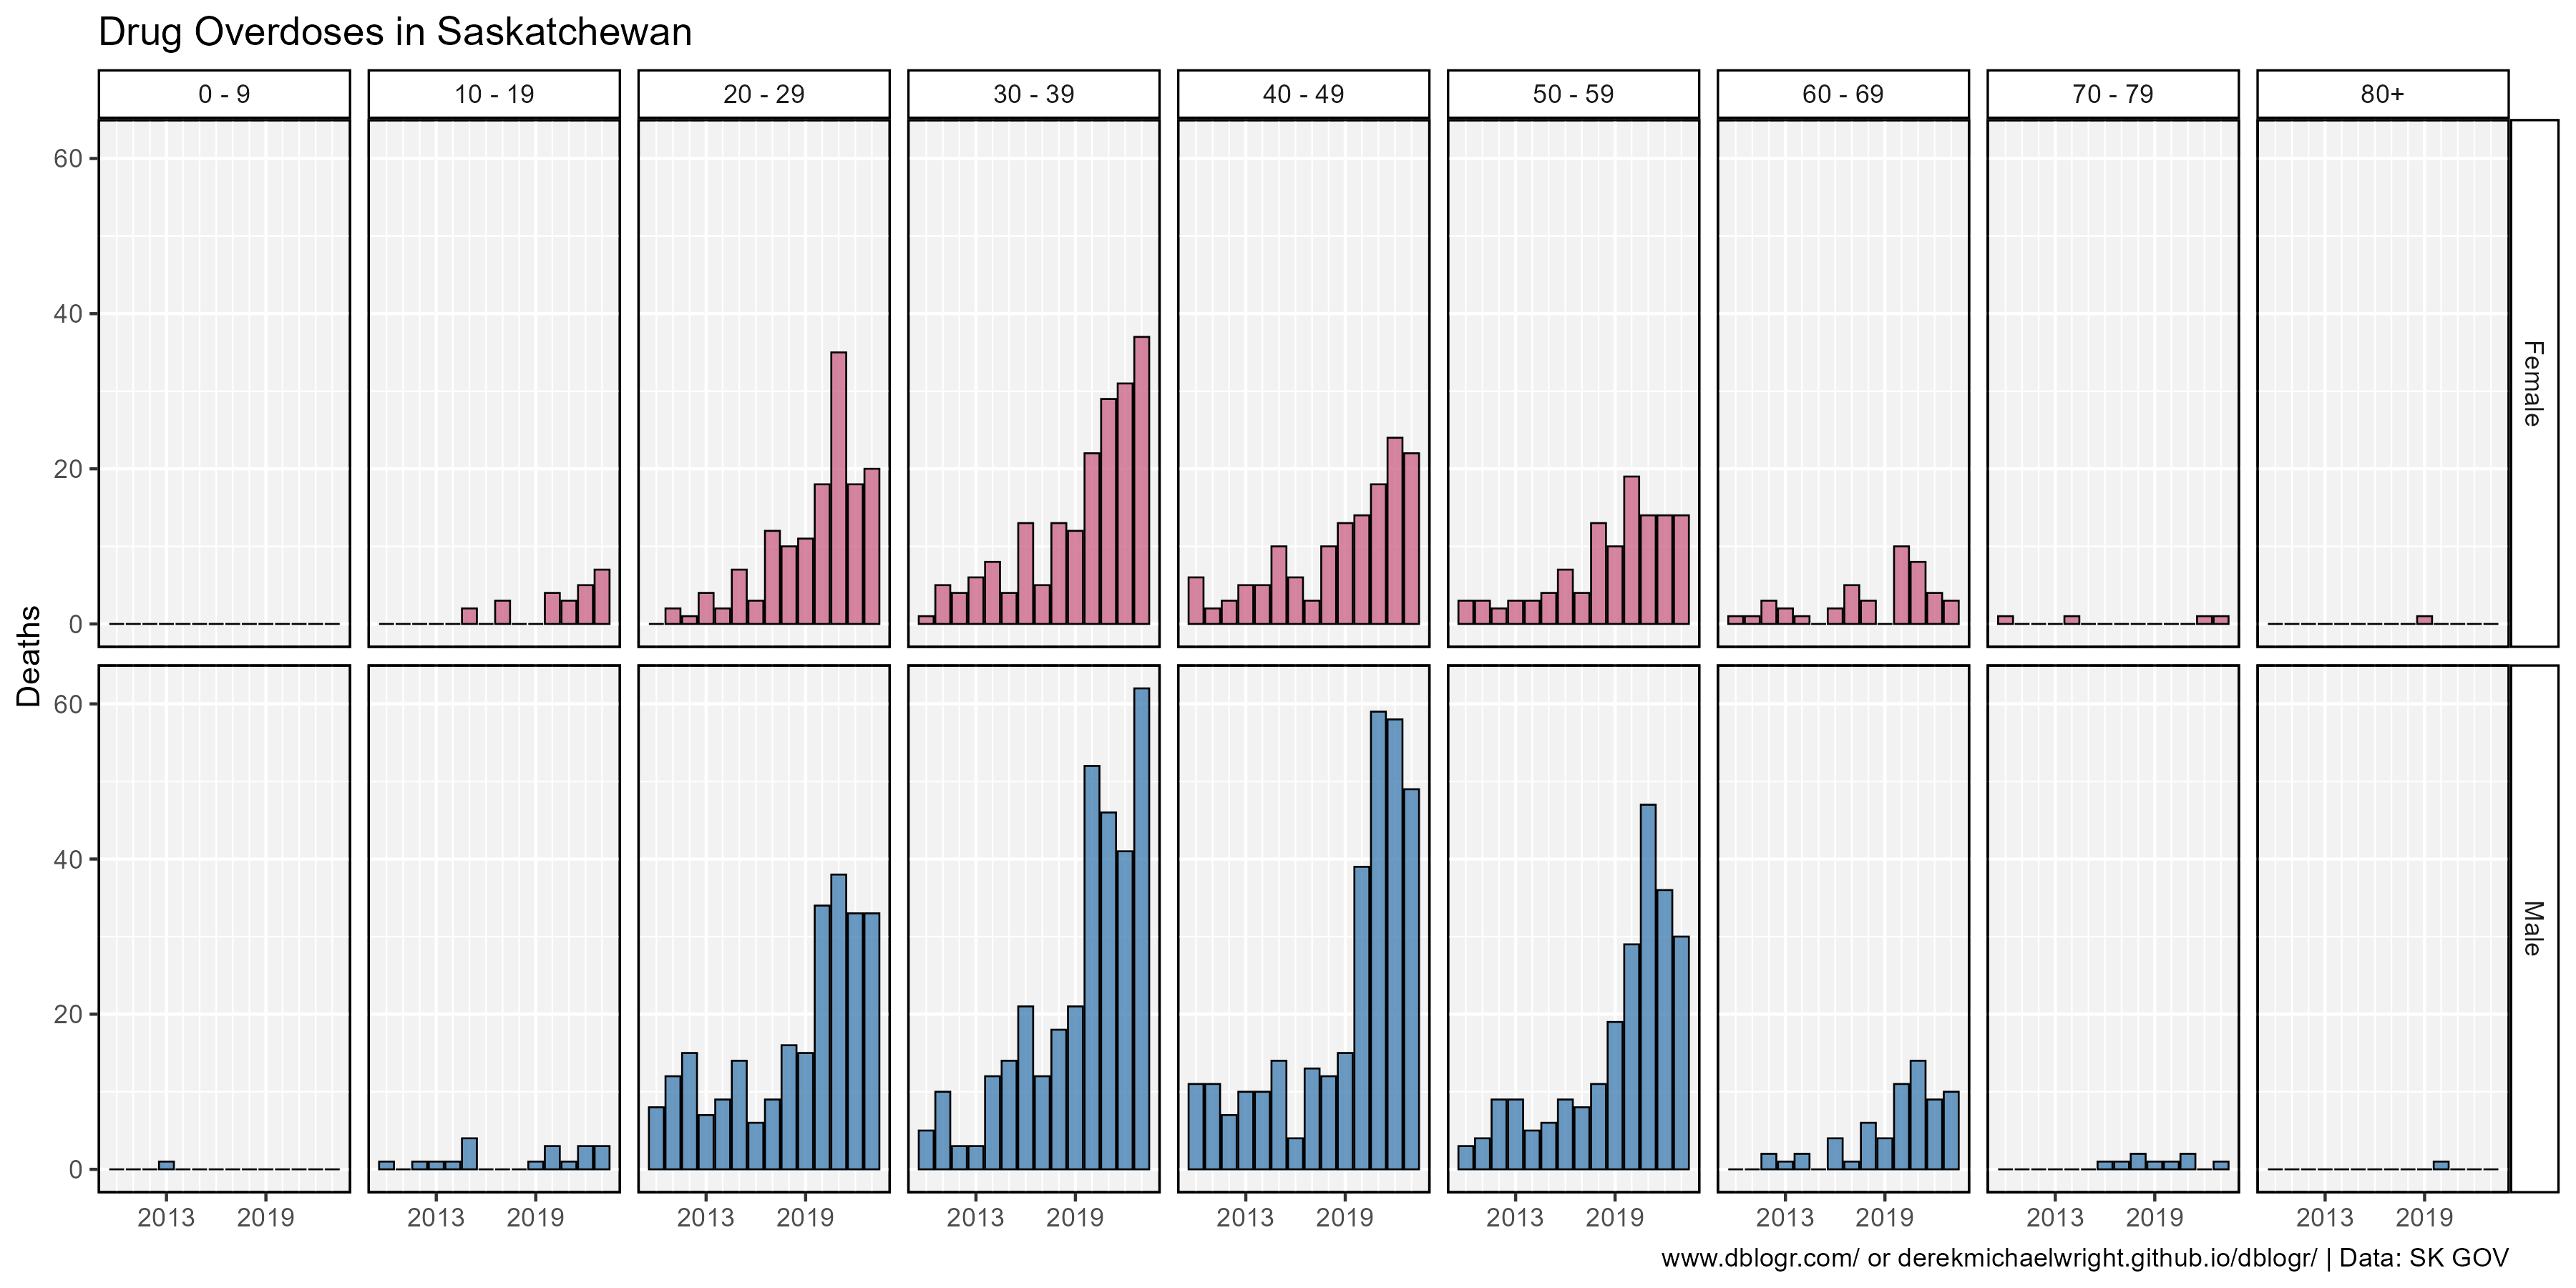 Drug Overdoses in Saskatchewan
0 - 9 10 - 19 20 - 29 30 - 39 40 - 49 50 - 59 60 - 69 70 - 79 80+
60
40
20
0
Female
Deaths
60
40
20
0
Male
2013 2019 2013 2019 2013 2019 2013 2019 2013 2019 2013 2019 2013 2019 2013 2019 2013 2019
www.dblogr.com/ or derekmichaelwright.github.io/dblogr/ | Data: SK GOV